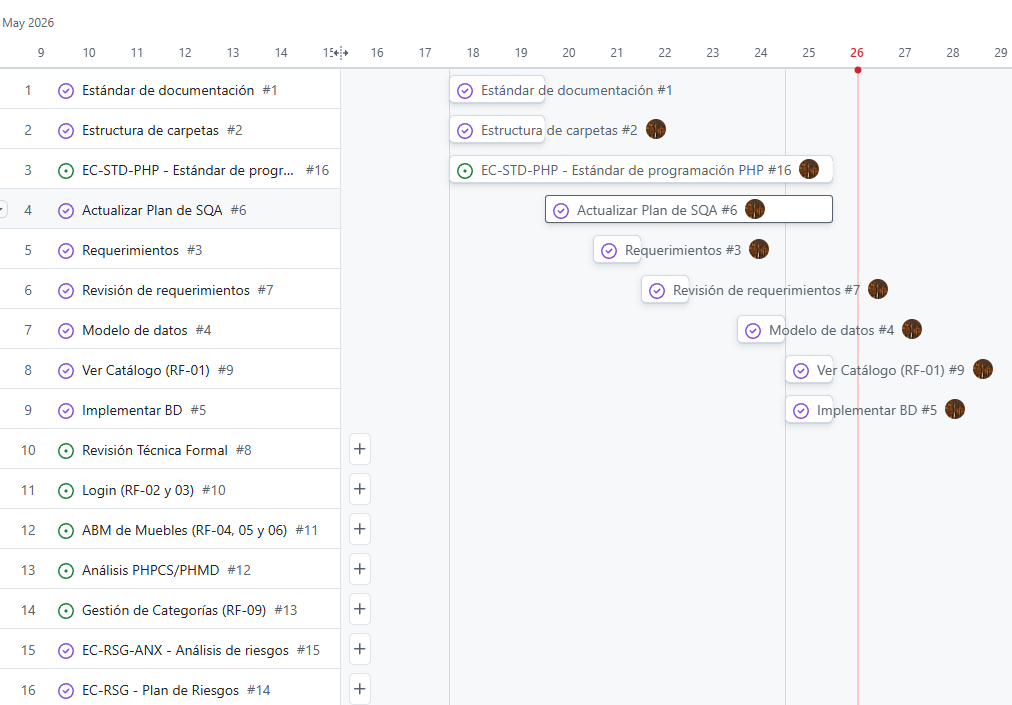 May 2026
9 10 11 12 13 14 15 16 17 18 19 20 21 22 23 24 25 26 27 28 29
1 Estándar de documentación #1 Estándar de documentación #1
2 Estructura de carpetas #2 Estructura de carpetas #2
3 EC-STD-PHP - Estándar de progr... #16 EC-STD-PHP - Estándar de programación PHP #16
4 Actualizar Plan de SQA #6 Actualizar Plan de SQA #6
5 Requerimientos #3 Requerimientos #3
6 Revisión de requerimientos #7 Revisión de requerimientos #7
7 Modelo de datos #4 Modelo de datos #4
8 Ver Catálogo (RF-01) #9 Ver Catálogo (RF-01) #9
9 Implementar BD #5 Implementar BD #5
10 Revisión Técnica Formal #8 +
11 Login (RF-02 y 03) #10 +
12 ABM de Muebles (RF-04, 05 y 06) #11 +
13 Análisis PHPCS/PHMD #12 +
14 Gestión de Categorías (RF-09) #13 +
15 EC-RSG-ANX - Análisis de riesgos #15 +
16 EC-RSG - Plan de Riesgos #14 +